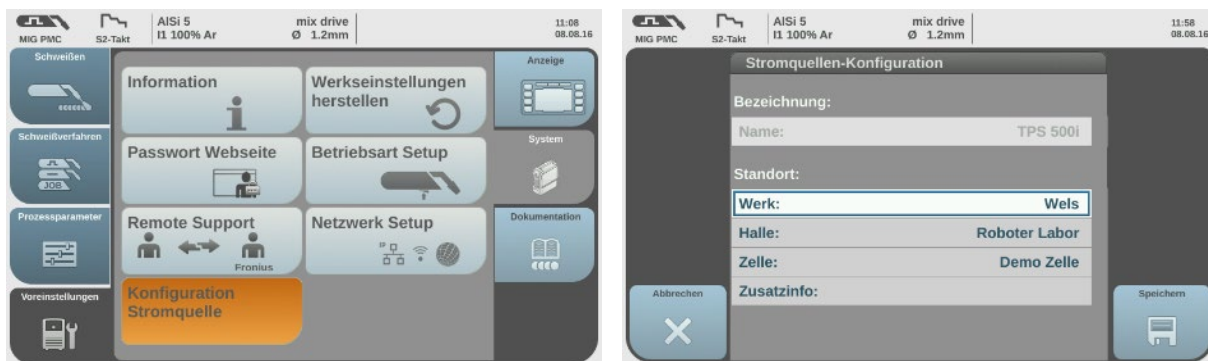 MIG PMC
S2-Takt
AlSi 5
I1 100% Ar
mix drive
Ø 1.2mm
11:08
08.08.16
Schweißen
Schweißverfahren
JOB
Prozessparameter
Voreinstellungen
Information
Werkseinstellungen
herstellen
Passwort Webseite
Betriebsart Setup
Remote Support
Fronius
Netzwerk Setup
Konfiguration
Stromquelle
Anzeige
System
Dokumentation
MIG PMC
S2-Takt
AlSi 5
I1 100% Ar
mix drive
Ø 1.2mm
11:58
08.08.16
Stromquellen-Konfiguration
Bezeichnung:
Name: TPS 500i
Standort:
Werk: Wels
Halle: Roboter Labor
Zelle: Demo Zelle
Zusatzinfo:
Abbrechen
Speichern